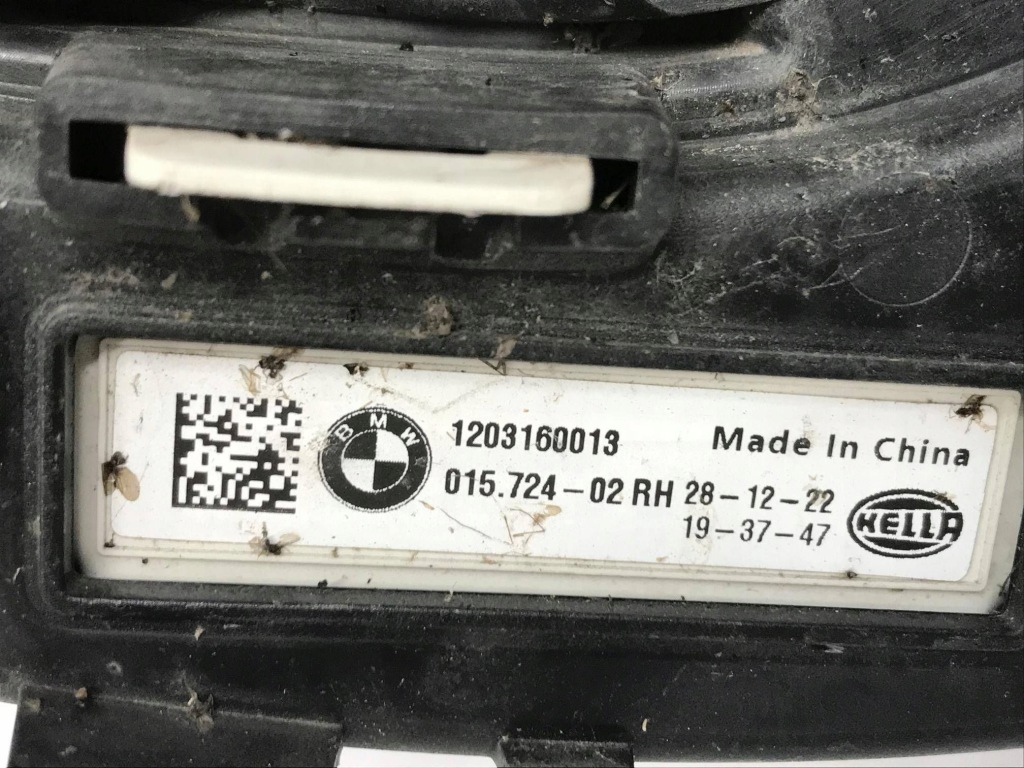 BMW
1203160013
Made In China
015.724-02 RH 28-12-22
19-37-47
HELLA